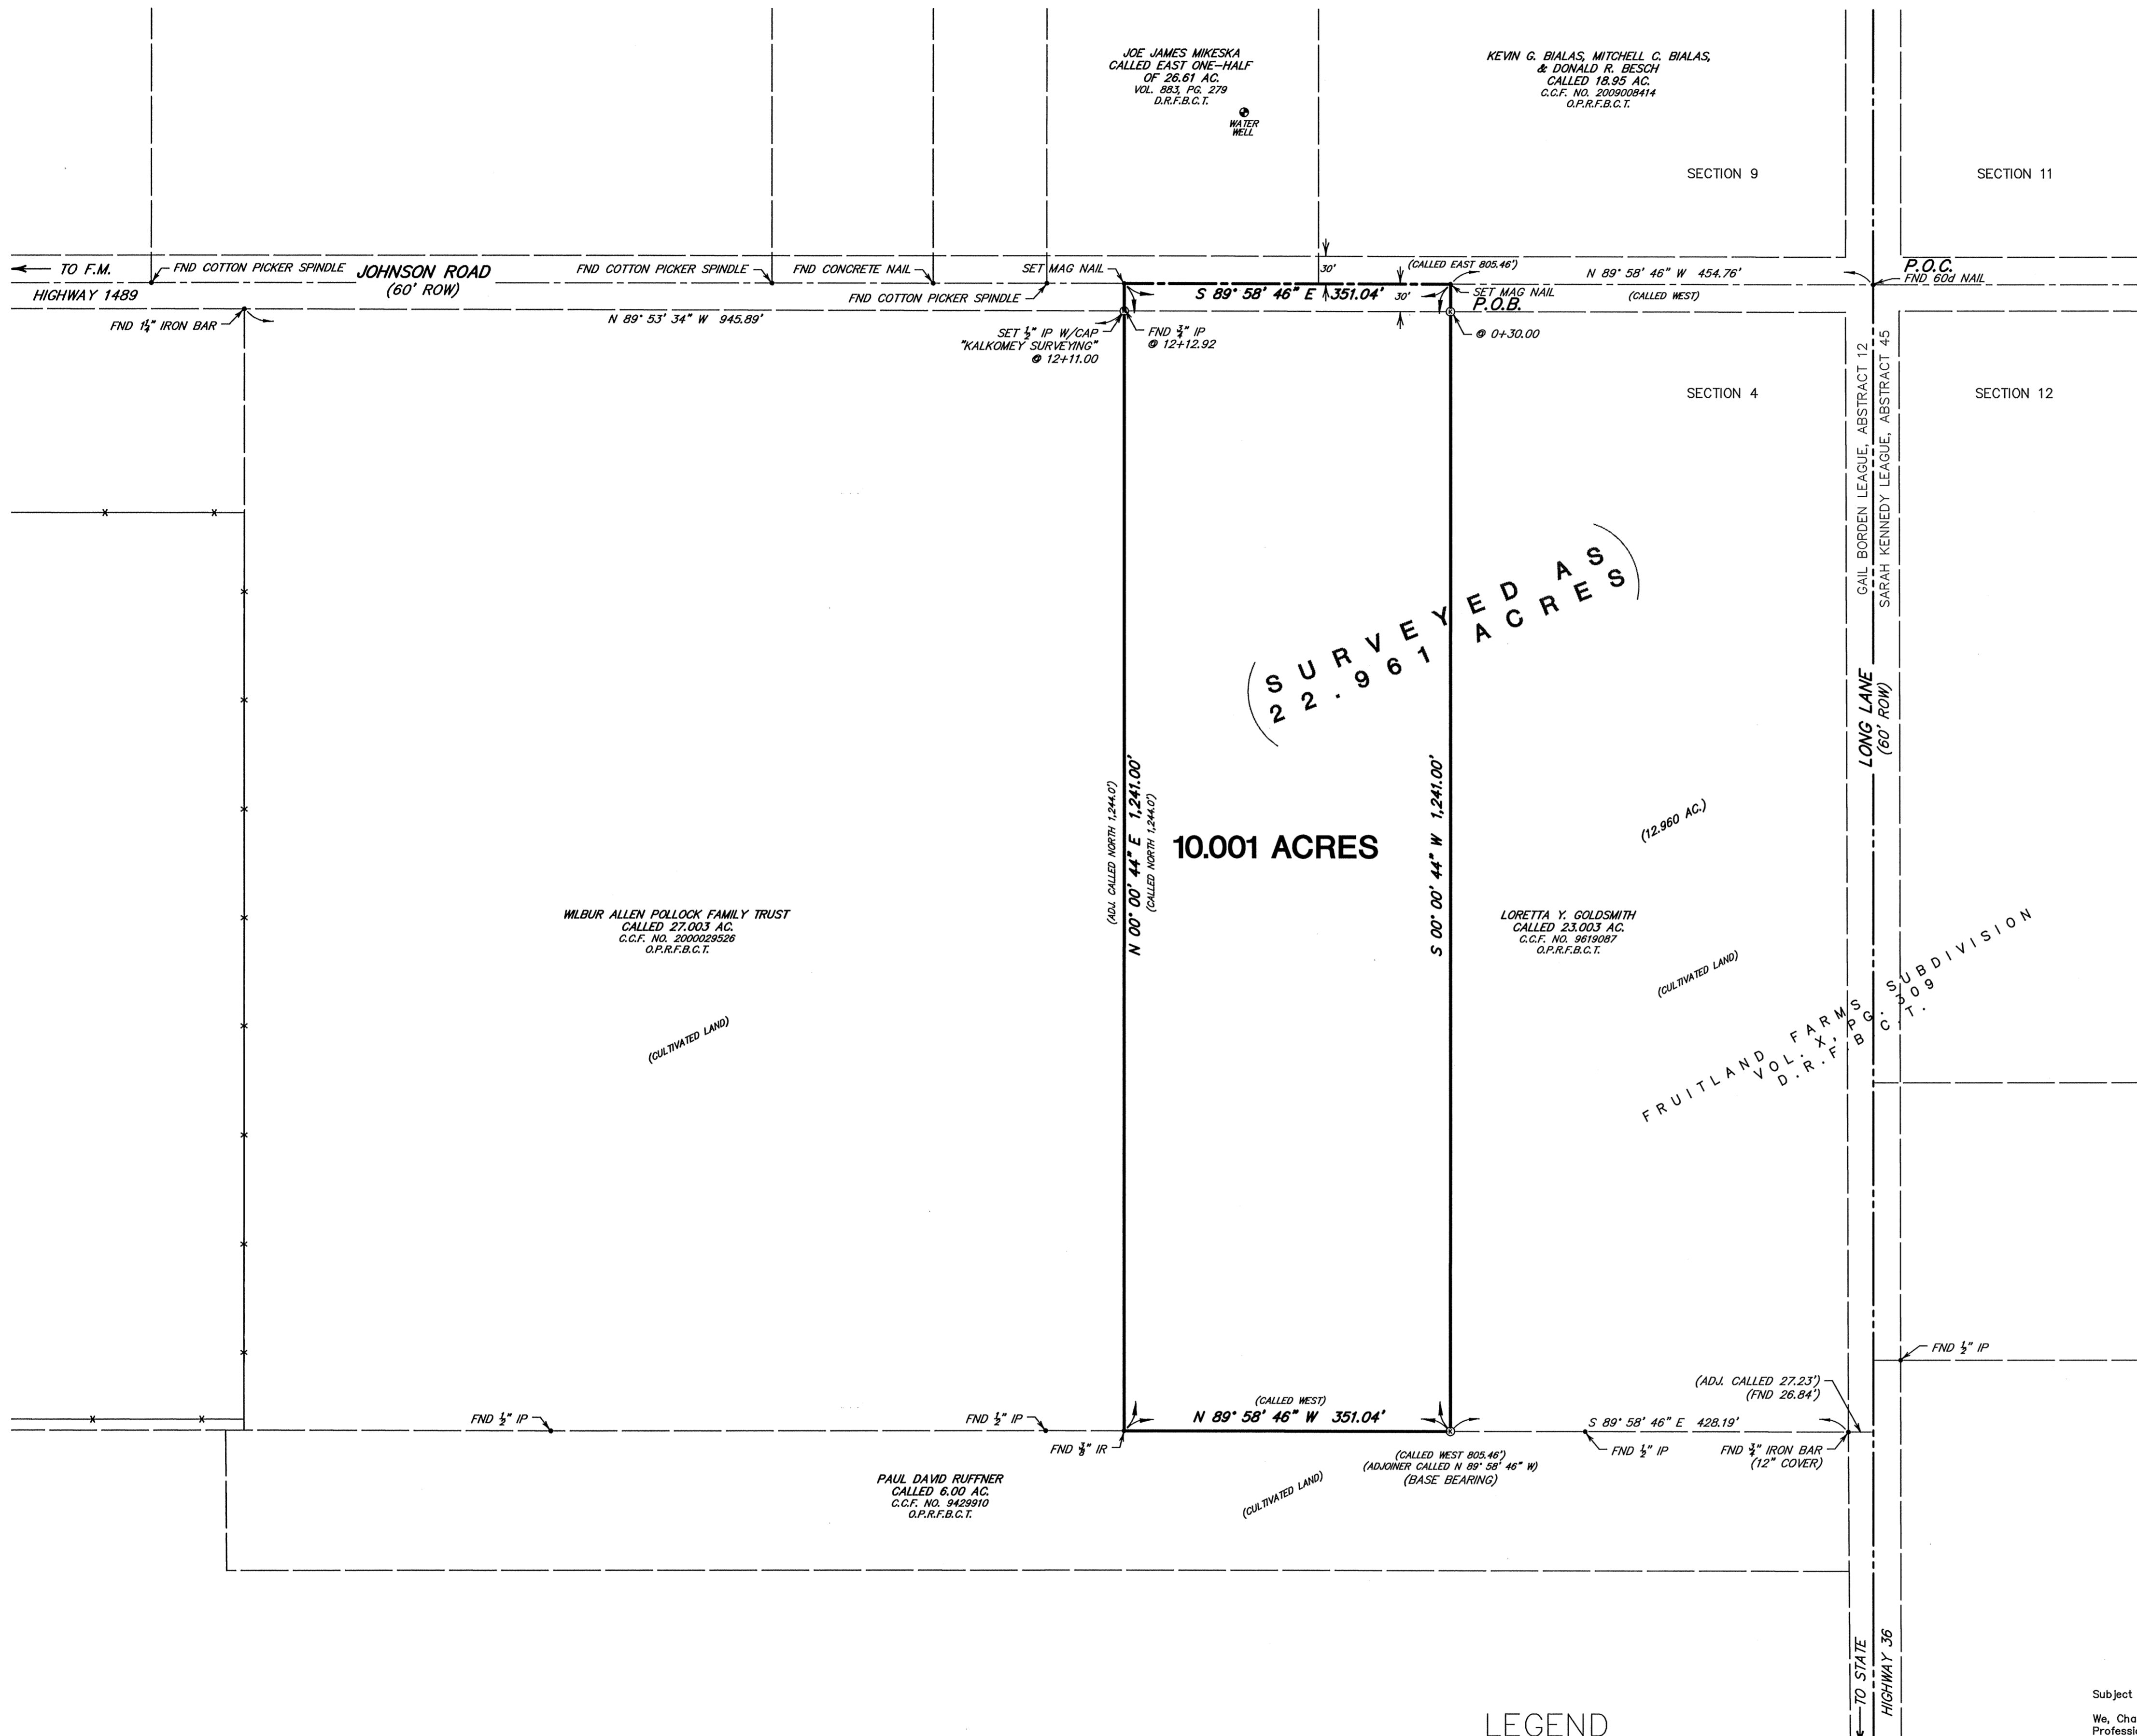 JOE JAMES MIKESKA
CALLED EAST ONE-HALF
OF 26.61 AC.
VOL. 883, PG. 279
D.R.F.B.C.T.
WATER
WELL
KEVIN G. BIALAS, MITCHELL C. BIALAS,
& DONALD R. BESCH
CALLED 18.95 AC.
C.C.F. NO. 2009008414
O.P.R.F.B.C.T.
SECTION 9
SECTION 11
TO F.M.
HIGHWAY 1489
FND COTTON PICKER SPINDLE
JOHNSON ROAD
(60' ROW)
FND COTTON PICKER SPINDLE
FND CONCRETE NAIL
FND COTTON PICKER SPINDLE
SET MAG NAIL
30'
(CALLED EAST 805.46')
S 89° 58' 46" E 351.04'
30'
SET MAG NAIL
P.O.B.
N 89° 58' 46" W 454.76'
(CALLED WEST)
P.O.C.
FND 60d NAIL
FND 1¼" IRON BAR
N 89° 53' 34" W 945.89'
SET ½" IP W/CAP
"KALKOMEY SURVEYING"
@ 12+11.00
FND ¾" IP
@ 12+12.92
@ 0+30.00
SECTION 4
SECTION 12
GAIL BORDEN LEAGUE, ABSTRACT 12
SARAH KENNEDY LEAGUE, ABSTRACT 45
(SURVEYED AS
22.961 ACRES)
LONG LANE
(60' ROW)
(ADJ. CALLED NORTH 1,244.0')
N 00° 00' 44" E 1,241.00'
(CALLED NORTH 1,244.0')
10.001 ACRES
S 00° 00' 44" W 1,241.00'
(12.960 AC.)
WILBUR ALLEN POLLOCK FAMILY TRUST
CALLED 27.003 AC.
C.C.F. NO. 2000029526
O.P.R.F.B.C.T.
(CULTIVATED LAND)
LORETTA Y. GOLDSMITH
CALLED 23.003 AC.
C.C.F. NO. 9619087
O.P.R.F.B.C.T.
(CULTIVATED LAND)
FRUITLAND FARMS SUBDIVISION
VOL. X, PG. 309
D.R.F.B.C.T.
FND ½" IP
(ADJ. CALLED 27.23')
(FND 26.84')
FND ½" IP
FND ½" IP
FND ⅜" IR
(CALLED WEST)
N 89° 58' 46" W 351.04'
S 89° 58' 46" E 428.19'
FND ½" IP
FND ¾" IRON BAR
(12" COVER)
(CALLED WEST 805.46')
(ADJOINER CALLED N 89° 58' 46" W)
(BASE BEARING)
PAUL DAVID RUFFNER
CALLED 6.00 AC.
C.C.F. NO. 9429910
O.P.R.F.B.C.T.
(CULTIVATED LAND)
TO STATE
HIGHWAY 36
LEGEND
Subject
We, Cha
Professio